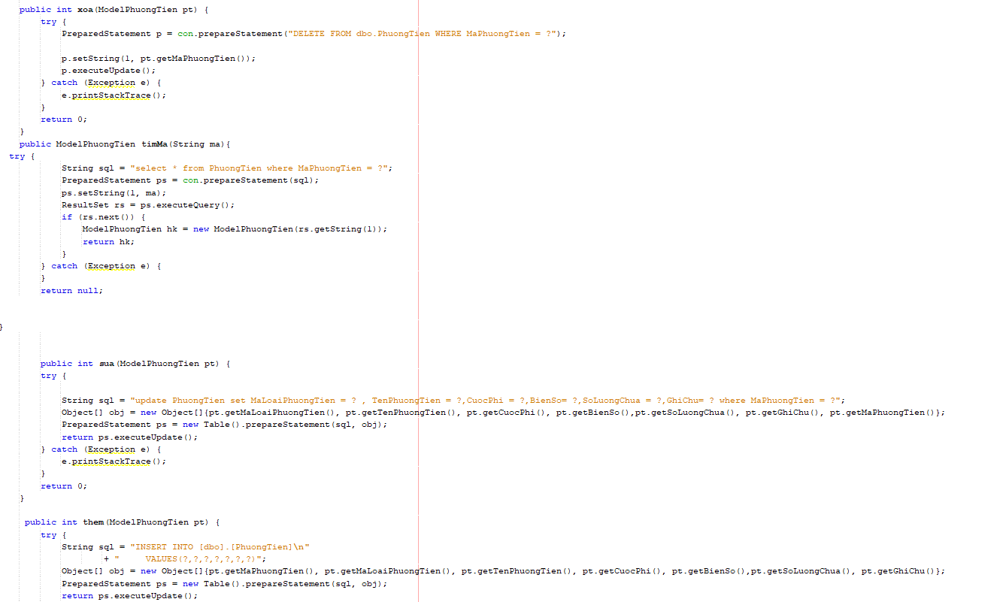 public int xoa(ModelPhuongTien pt) {
try {
PreparedStatement p = con.prepareStatement("DELETE FROM dbo.PhuongTien WHERE MaPhuongTien = ?");
p.setString(1, pt.getMaPhuongTien());
p.executeUpdate();
} catch (Exception e) {
e.printStackTrace();
}
return 0;
}
public ModelPhuongTien timMa(String ma){
try {
String sql = "select * from PhuongTien where MaPhuongTien = ?";
PreparedStatement ps = con.prepareStatement(sql);
ps.setString(1, ma);
ResultSet rs = ps.executeQuery();
if (rs.next()) {
ModelPhuongTien hk = new ModelPhuongTien(rs.getString(1));
return hk;
}
} catch (Exception e) {
}
return null;
}
public int sua(ModelPhuongTien pt) {
try {
String sql = "update PhuongTien set MaLoaiPhuongTien = ? , TenPhuongTien = ?,CuocPhi = ?,BienSo= ?,SoLuongChua = ?,GhiChu= ? where MaPhuongTien = ?";
Object[] obj = new Object[]{pt.getMaLoaiPhuongTien(), pt.getTenPhuongTien(), pt.getCuocPhi(), pt.getBienSo(),pt.getSoLuongChua(), pt.getGhiChu(), pt.getMaPhuongTien()};
PreparedStatement ps = new Table().prepareStatement(sql, obj);
return ps.executeUpdate();
} catch (Exception e) {
e.printStackTrace();
}
return 0;
}
public int them(ModelPhuongTien pt) {
try {
String sql = "INSERT INTO [dbo].[PhuongTien]\n"
+ "     VALUES(?,?,?,?,?,?,?)";
Object[] obj = new Object[]{pt.getMaPhuongTien(), pt.getMaLoaiPhuongTien(), pt.getTenPhuongTien(), pt.getCuocPhi(), pt.getBienSo(),pt.getSoLuongChua(), pt.getGhiChu()};
PreparedStatement ps = new Table().prepareStatement(sql, obj);
return ps.executeUpdate();